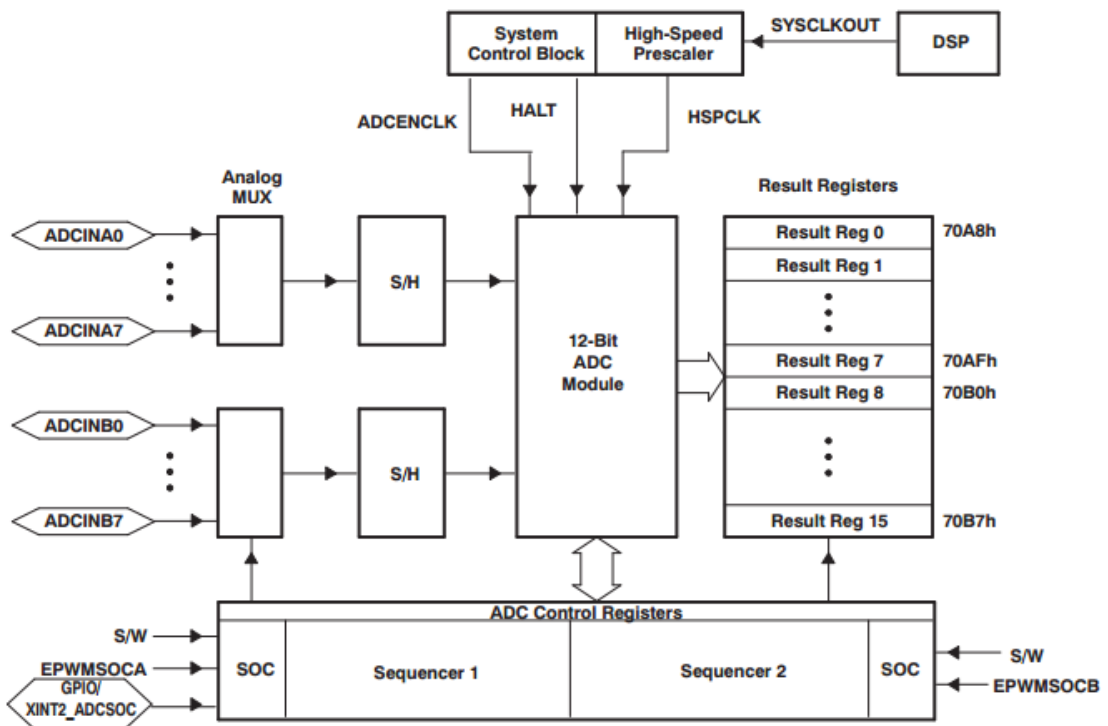 System
Control Block
High-Speed
Prescaler
SYSCLKOUT
DSP
ADCENCLK
HALT
HSPCLK
Analog
MUX
Result Registers
ADCINA0
ADCINA7
S/H
12-Bit
ADC
Module
Result Reg 0
70A8h
Result Reg 1
Result Reg 7
70AFh
Result Reg 8
70B0h
ADCINB0
ADCINB7
S/H
Result Reg 15
70B7h
ADC Control Registers
S/W
EPWMSOCA
GPIO/
XINT2_ADCSOC
SOC
Sequencer 1
Sequencer 2
SOC
S/W
EPWMSOCB